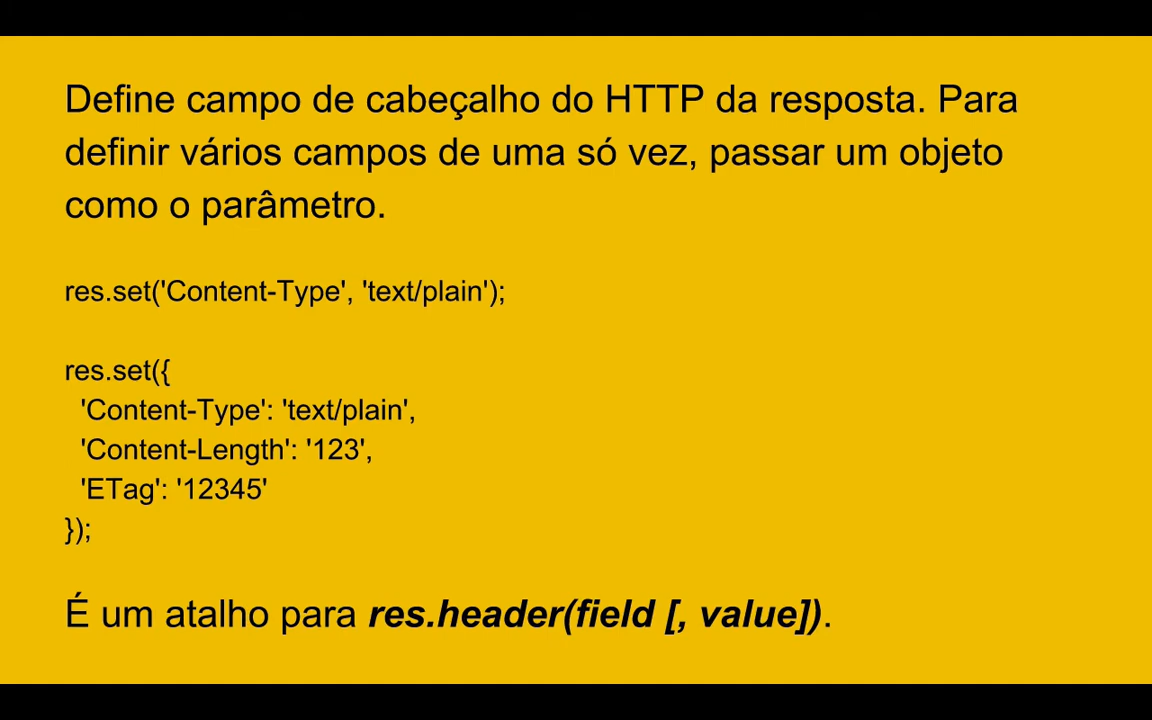 Define campo de cabeçalho do HTTP da resposta. Para
definir vários campos de uma só vez, passar um objeto
como o parâmetro.
res.set('Content-Type', 'text/plain');
res.set({
'Content-Type': 'text/plain',
'Content-Length': '123',
'ETag': '12345'
});
É um atalho para res.header(field [, value]).